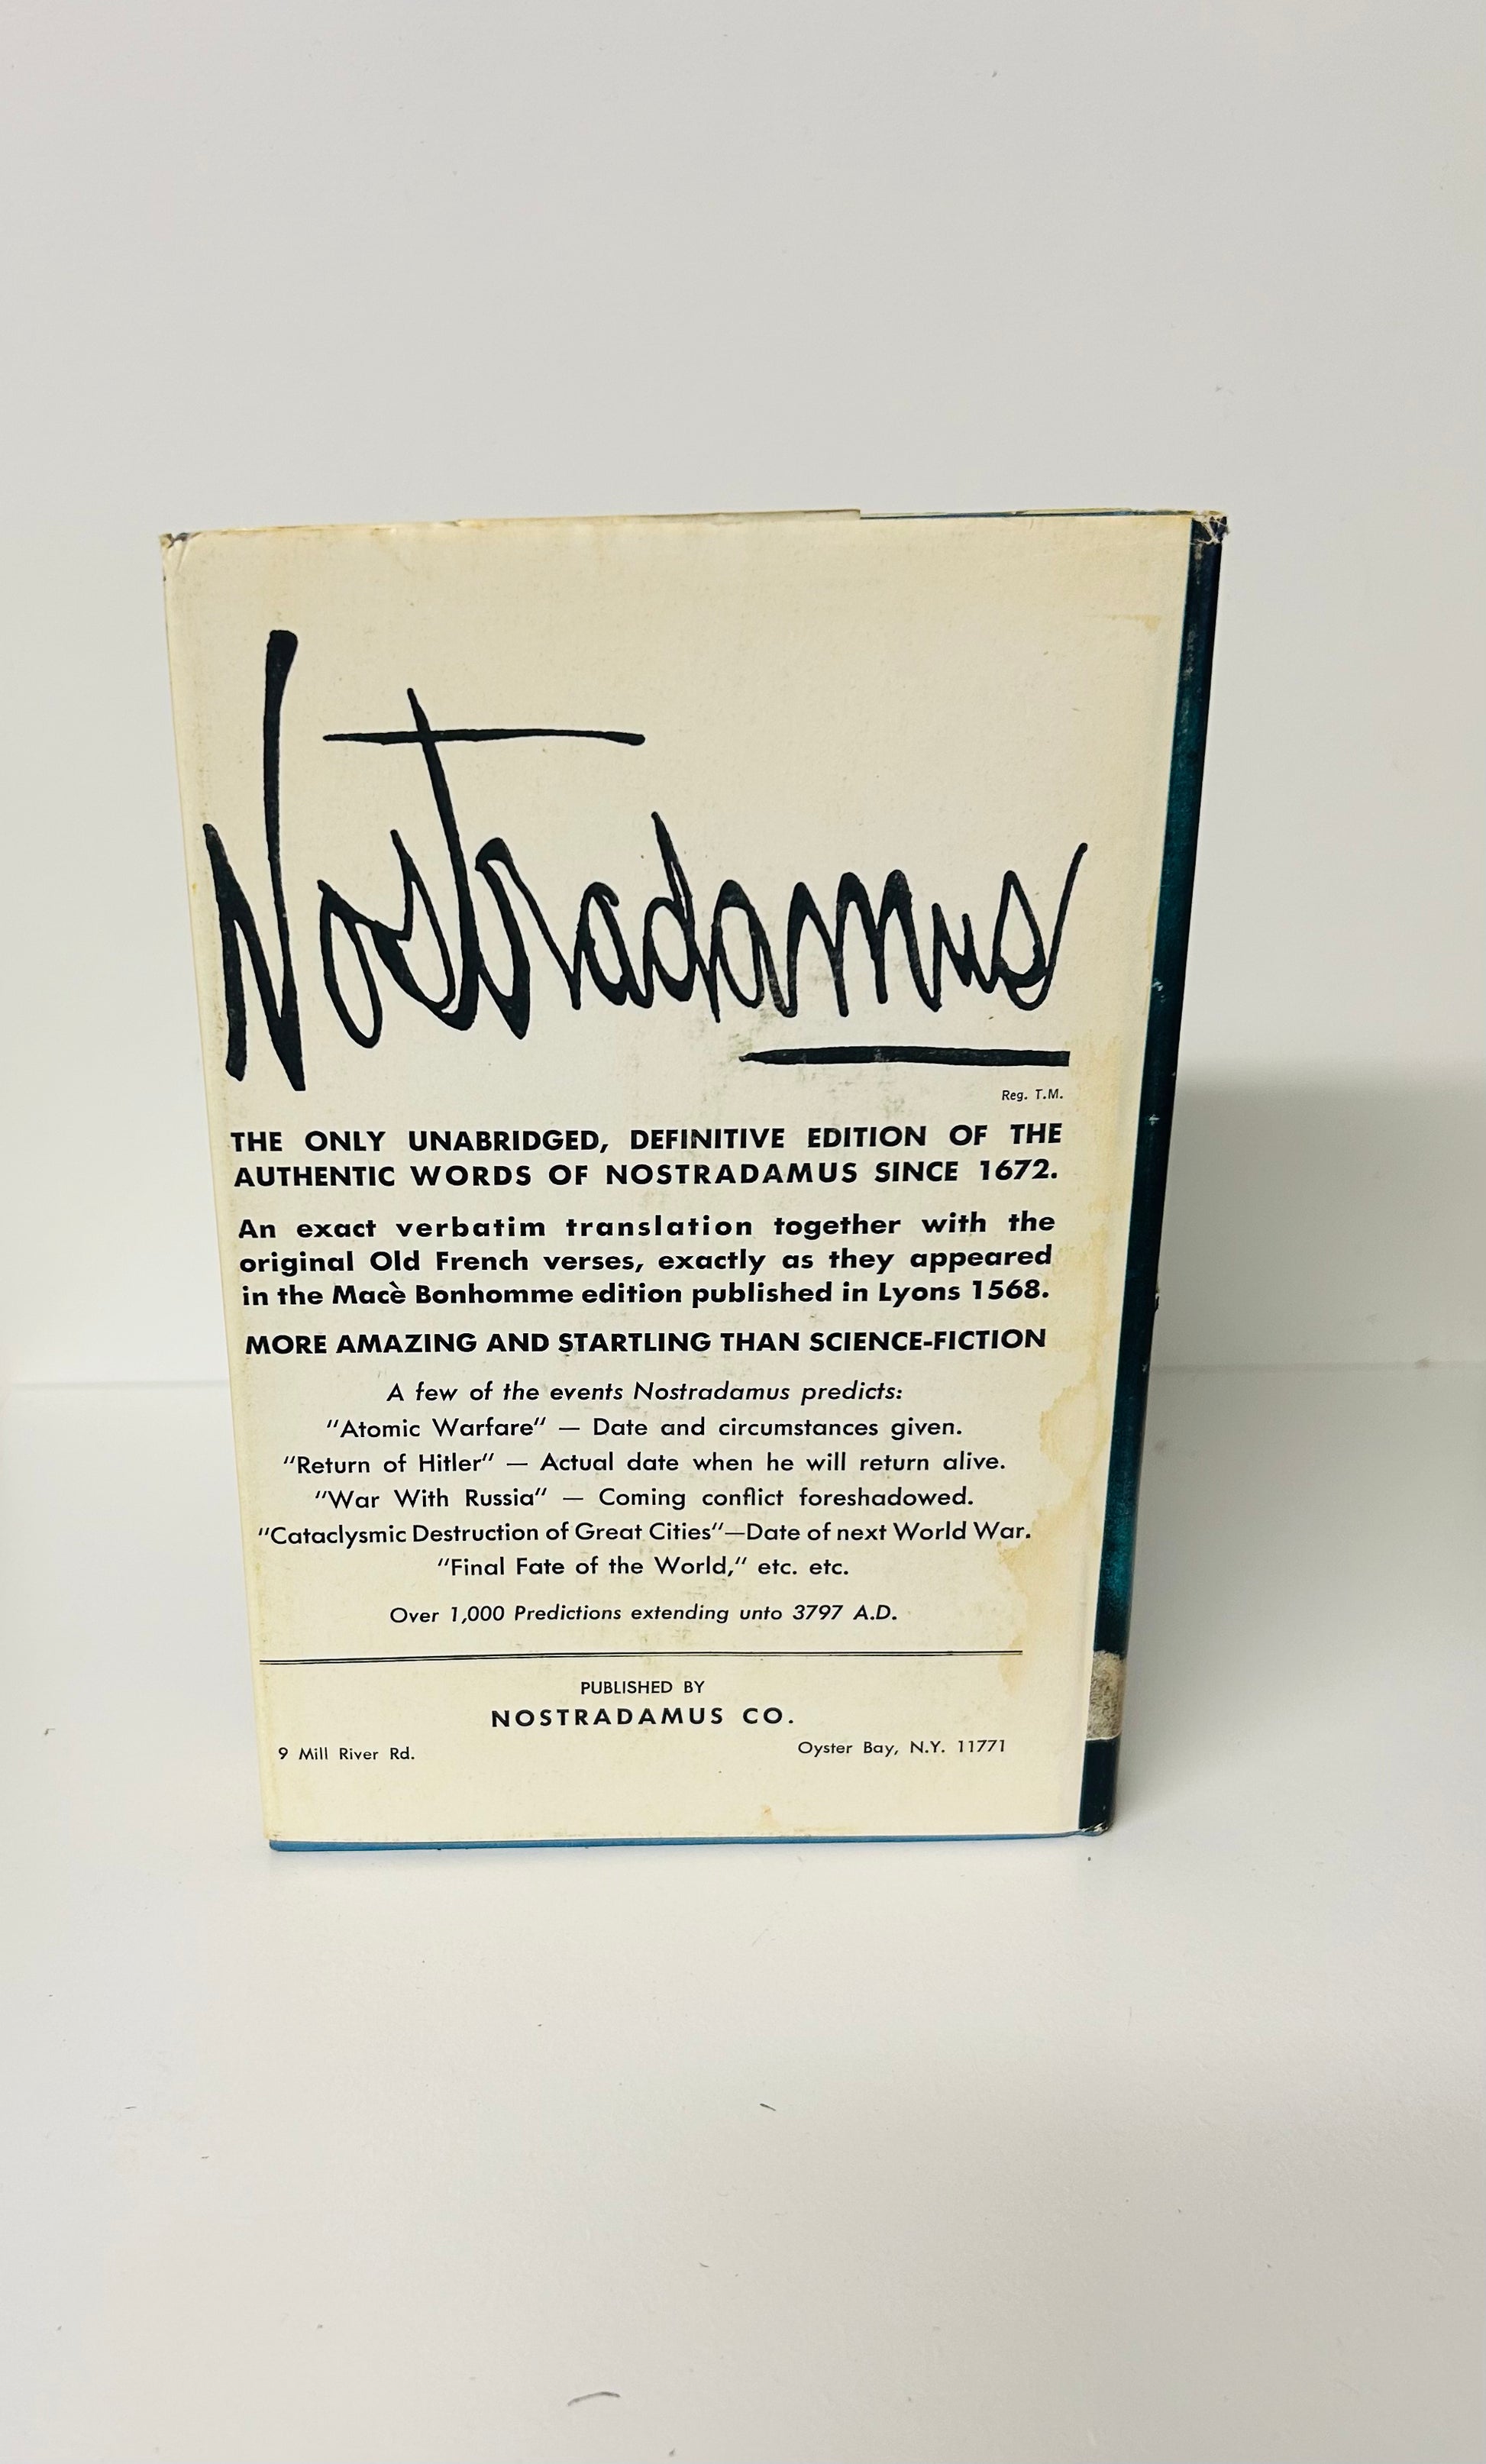 Nostradamus
Reg. T.M.
THE ONLY UNABRIDGED, DEFINITIVE EDITION OF THE
AUTHENTIC WORDS OF NOSTRADAMUS SINCE 1672.
An exact verbatim translation together with the
original Old French verses, exactly as they appeared
in the Macè Bonhomme edition published in Lyons 1568.
MORE AMAZING AND STARTLING THAN SCIENCE-FICTION
A few of the events Nostradamus predicts:
"Atomic Warfare" — Date and circumstances given.
"Return of Hitler" — Actual date when he will return alive.
"War With Russia" — Coming conflict foreshadowed.
"Cataclysmic Destruction of Great Cities"—Date of next World War.
"Final Fate of the World," etc. etc.
Over 1,000 Predictions extending unto 3797 A.D.
PUBLISHED BY
NOSTRADAMUS CO.
9 Mill River Rd. Oyster Bay, N.Y. 11771